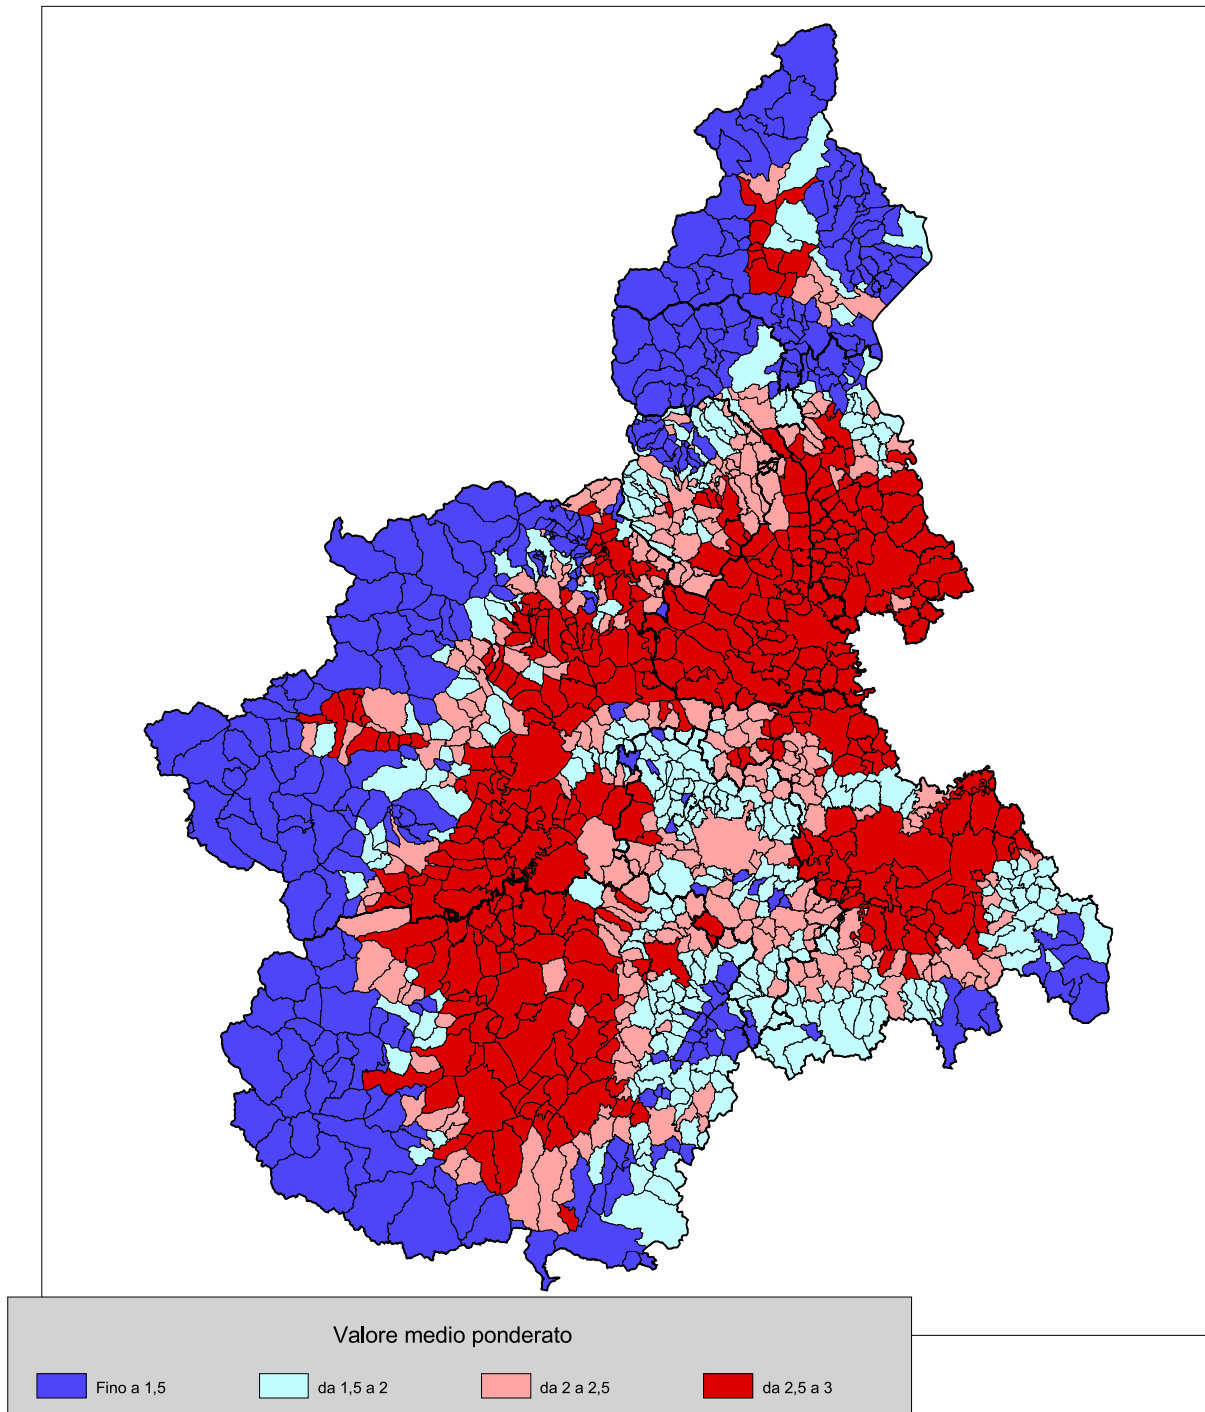 Valore medio ponderato
Fino a 1,5
da 1,5 a 2
da 2 a 2,5
da 2,5 a 3